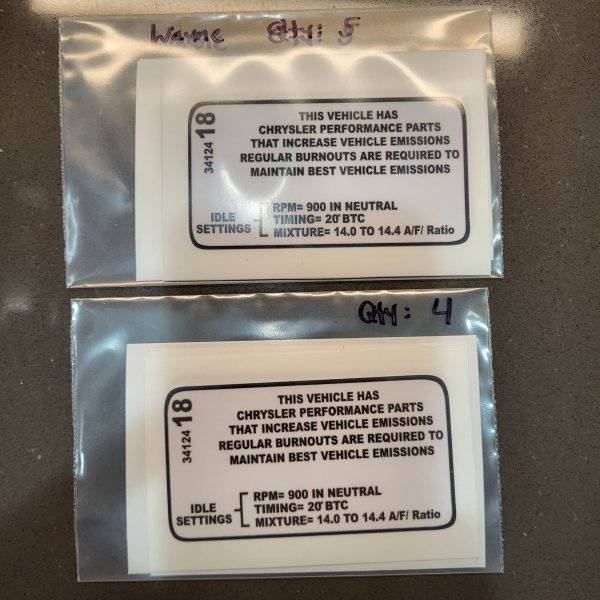 Wayne Qty: 5
34124 18
THIS VEHICLE HAS
CHRYSLER PERFORMANCE PARTS
THAT INCREASE VEHICLE EMISSIONS
REGULAR BURNOUTS ARE REQUIRED TO
MAINTAIN BEST VEHICLE EMISSIONS
IDLE
SETTINGS
RPM= 900 IN NEUTRAL
TIMING= 20° BTC
MIXTURE= 14.0 TO 14.4 A/F/ Ratio
Qty: 4
34124 18
THIS VEHICLE HAS
CHRYSLER PERFORMANCE PARTS
THAT INCREASE VEHICLE EMISSIONS
REGULAR BURNOUTS ARE REQUIRED TO
MAINTAIN BEST VEHICLE EMISSIONS
IDLE
SETTINGS
RPM= 900 IN NEUTRAL
TIMING= 20° BTC
MIXTURE= 14.0 TO 14.4 A/F/ Ratio